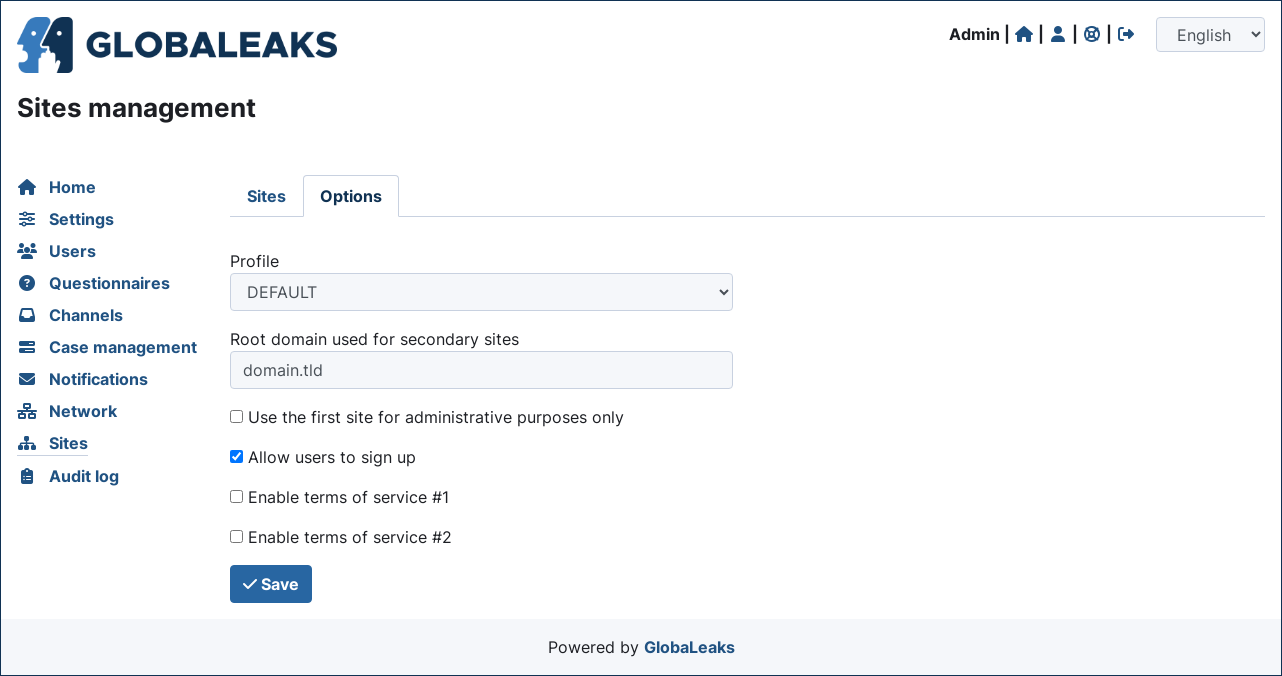 GLOBALEAKS
Admin | | | |
English
Sites management
Home
Settings
Users
Questionnaires
Channels
Case management
Notifications
Network
Sites
Audit log
Sites Options
Profile
DEFAULT
Root domain used for secondary sites
domain.tld
Use the first site for administrative purposes only
Allow users to sign up
Enable terms of service #1
Enable terms of service #2
Save
Powered by GlobaLeaks